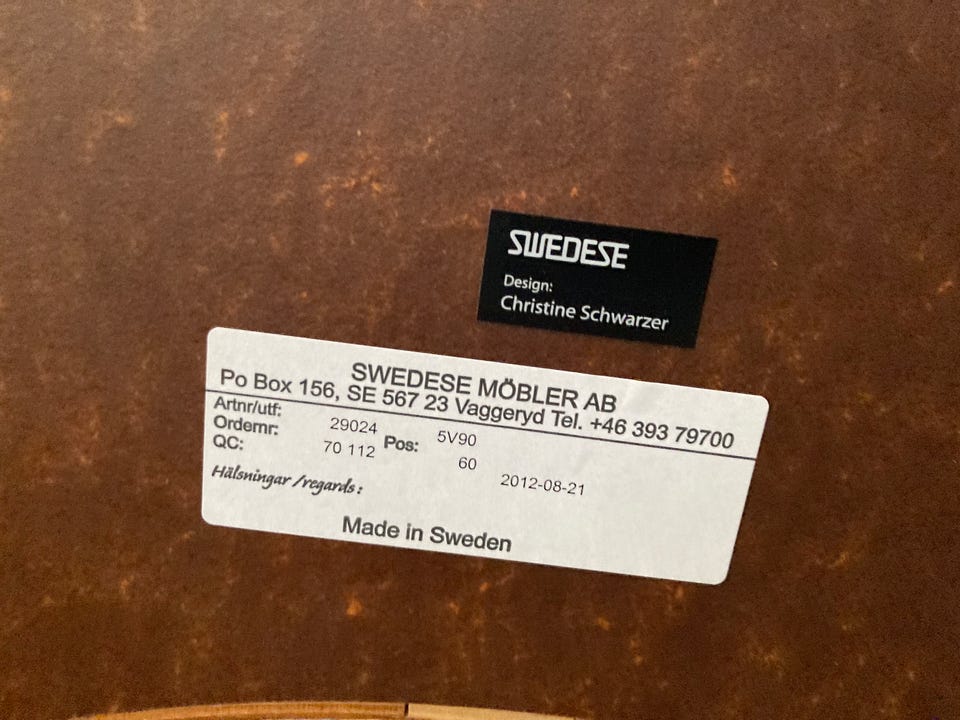 SWEDESE
Design:
Christine Schwarzer
SWEDESE MÖBLER AB
Po Box 156, SE 567 23 Vaggeryd Tel. +46 393 79700
Artnr/utf: 29024 5V90
Ordernr: 70 112 Pos: 60 2012-08-21
QC:
Hälsningar /regards:
Made in Sweden